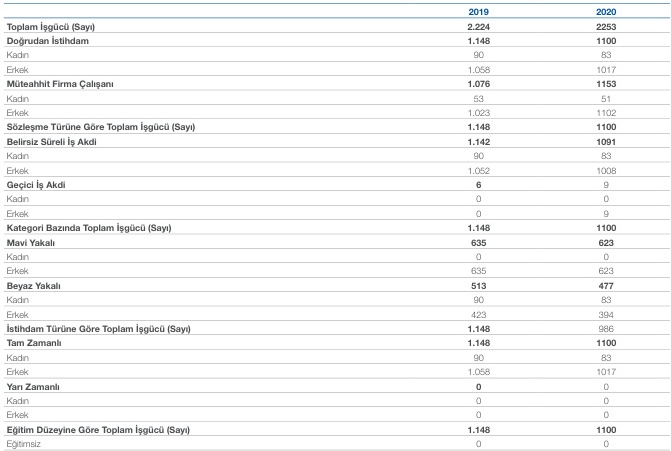 2019 2020
Toplam İşgücü (Sayı) 2.224 2253
Doğrudan İstihdam 1.148 1100
Kadın 90 83
Erkek 1.058 1017
Müteahhit Firma Çalışanı 1.076 1153
Kadın 53 51
Erkek 1.023 1102
Sözleşme Türüne Göre Toplam İşgücü (Sayı) 1.148 1100
Belirsiz Süreli İş Akdi 1.142 1091
Kadın 90 83
Erkek 1.052 1008
Geçici İş Akdi 6 9
Kadın 0 0
Erkek 0 9
Kategori Bazında Toplam İşgücü (Sayı) 1.148 1100
Mavi Yakalı 635 623
Kadın 0 0
Erkek 635 623
Beyaz Yakalı 513 477
Kadın 90 83
Erkek 423 394
İstihdam Türüne Göre Toplam İşgücü (Sayı) 1.148 986
Tam Zamanlı 1.148 1100
Kadın 90 83
Erkek 1.058 1017
Yarı Zamanlı 0 0
Kadın 0 0
Erkek 0 0
Eğitim Düzeyine Göre Toplam İşgücü (Sayı) 1.148 1100
Eğitimsiz 0 0